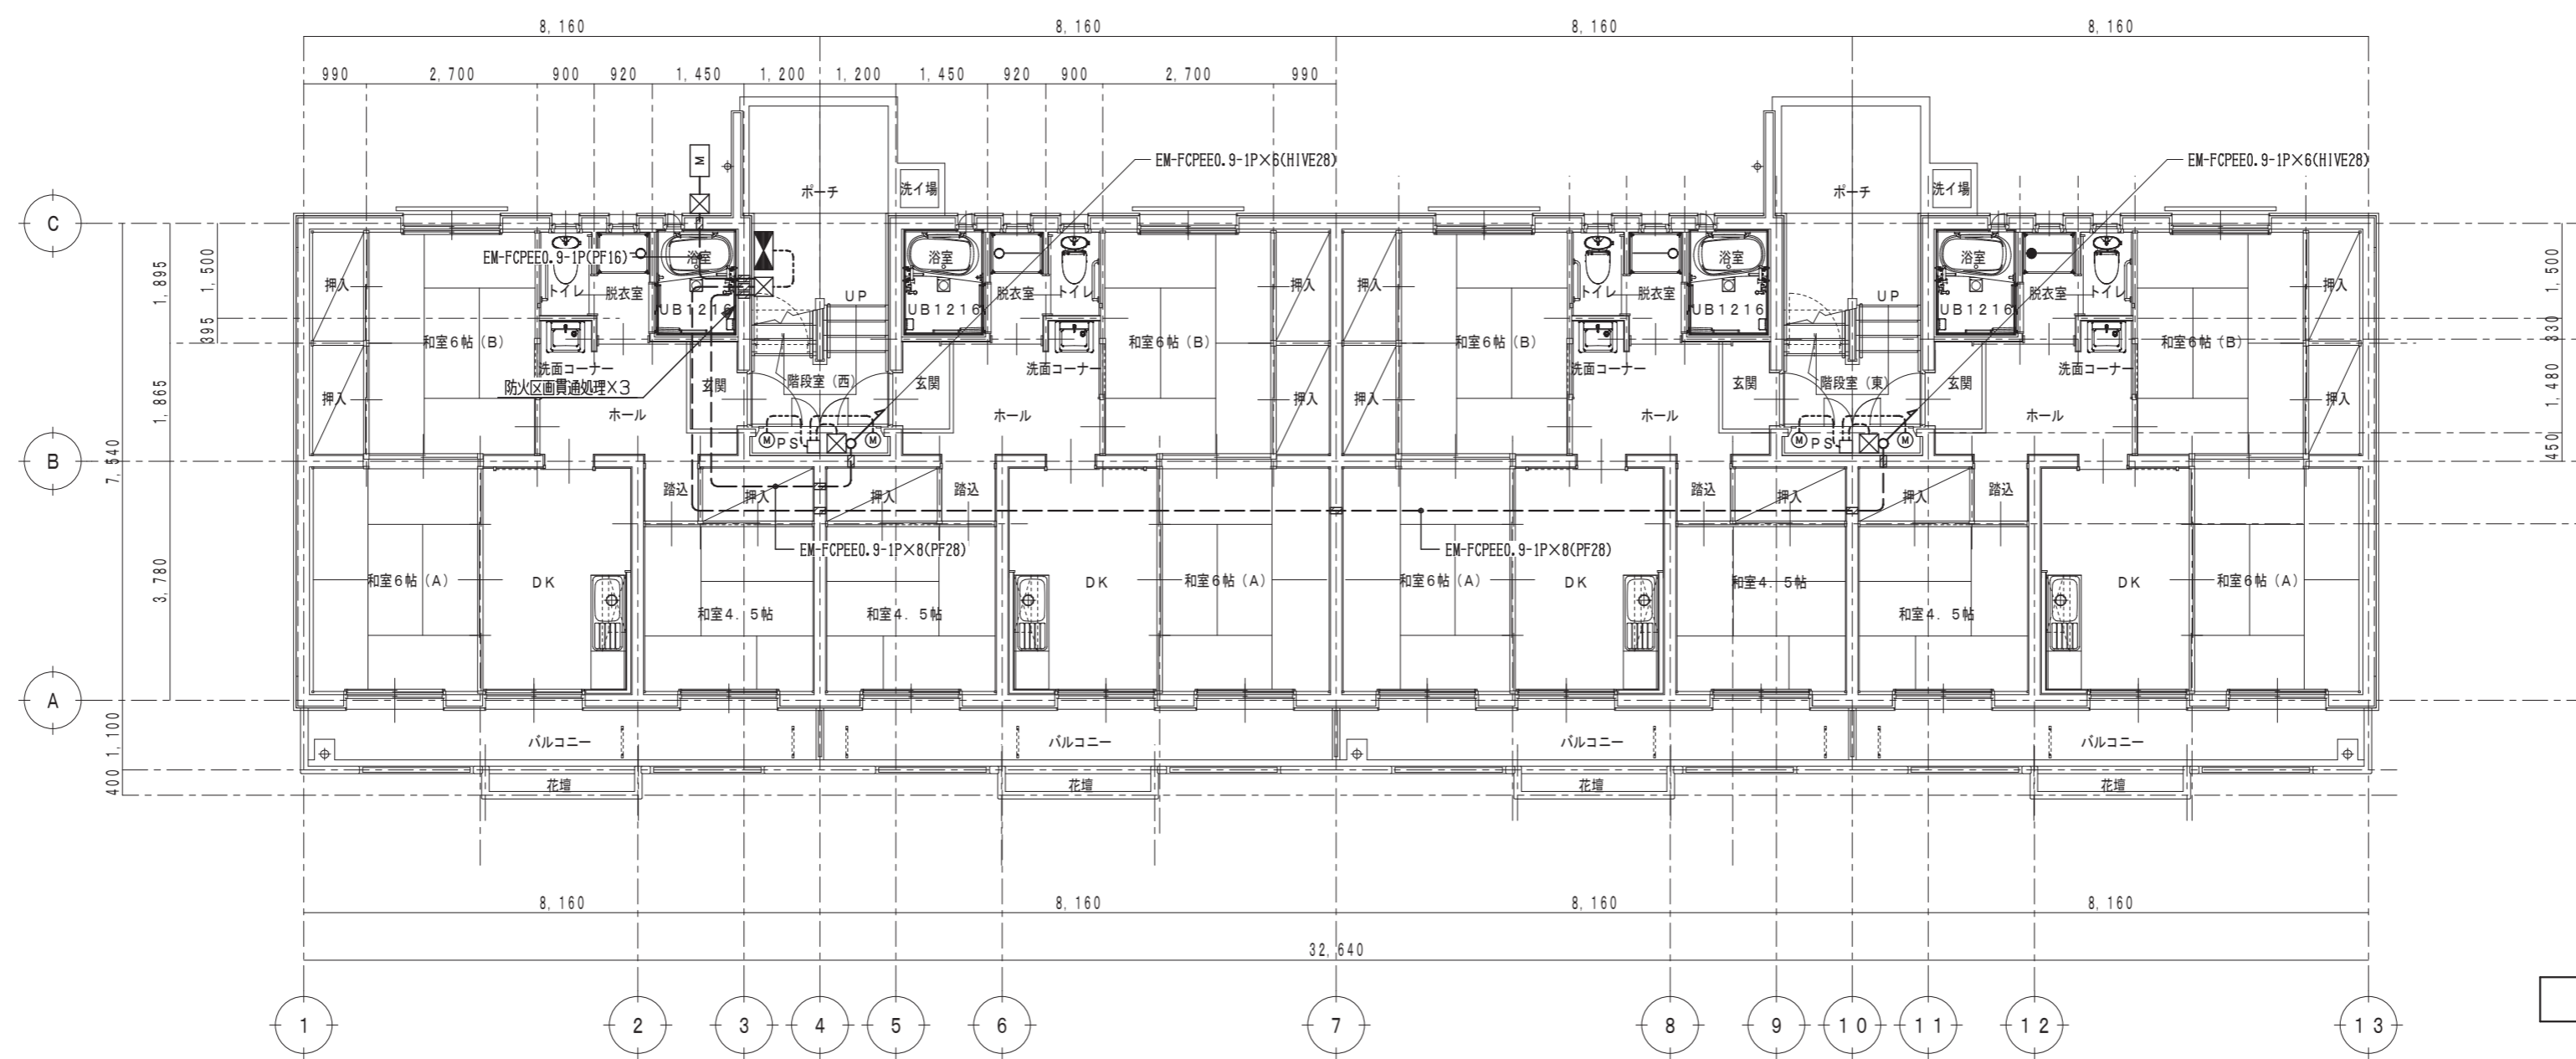 8,160 8,160 8,160 8,160
990 2,700 900 920 1,450 1,200 1,200 1,450 920 900 2,700 990
M
EM-FCPEE0.9-1P×6(HIVE28)
EM-FCPEE0.9-1P×6(HIVE28)
ポーチ 洗イ場 ポーチ 洗イ場
C
EM-FCPEE0.9-1P(PF16)
浴室 浴室 浴室 浴室
押入 トイレ 脱衣室 脱衣室 トイレ 押入 押入 トイレ 脱衣室 脱衣室 トイレ 押入
UP UP
UB1216 UB1216 UB1216 UB1216
1,895 1,500 395
1,500 330 1,480 450
和室6帖(B) 和室6帖(B) 和室6帖(B) 和室6帖(B)
洗面コーナー 洗面コーナー 洗面コーナー 洗面コーナー
防火区画貫通処理×3
玄関 階段室(西) 玄関 玄関 階段室(東) 玄関
押入 押入 押入 押入
1,865
ホール ホール ホール ホール
M PS M M PS M
B
7,540
踏込 押入 押入 踏込 踏込 押入 押入 踏込
EM-FCPEE0.9-1P×8(PF28) EM-FCPEE0.9-1P×8(PF28)
3,780
和室6帖(A) DK DK 和室6帖(A) 和室6帖(A) DK 和室4.5帖 DK 和室6帖(A)
和室4.5帖 和室4.5帖 和室4.5帖
A
1,100
バルコニー バルコニー バルコニー バルコニー
400
花壇 花壇 花壇 花壇
8,160 8,160 8,160 8,160
32,640
1 2 3 4 5 6 7 8 9 10 11 12 13